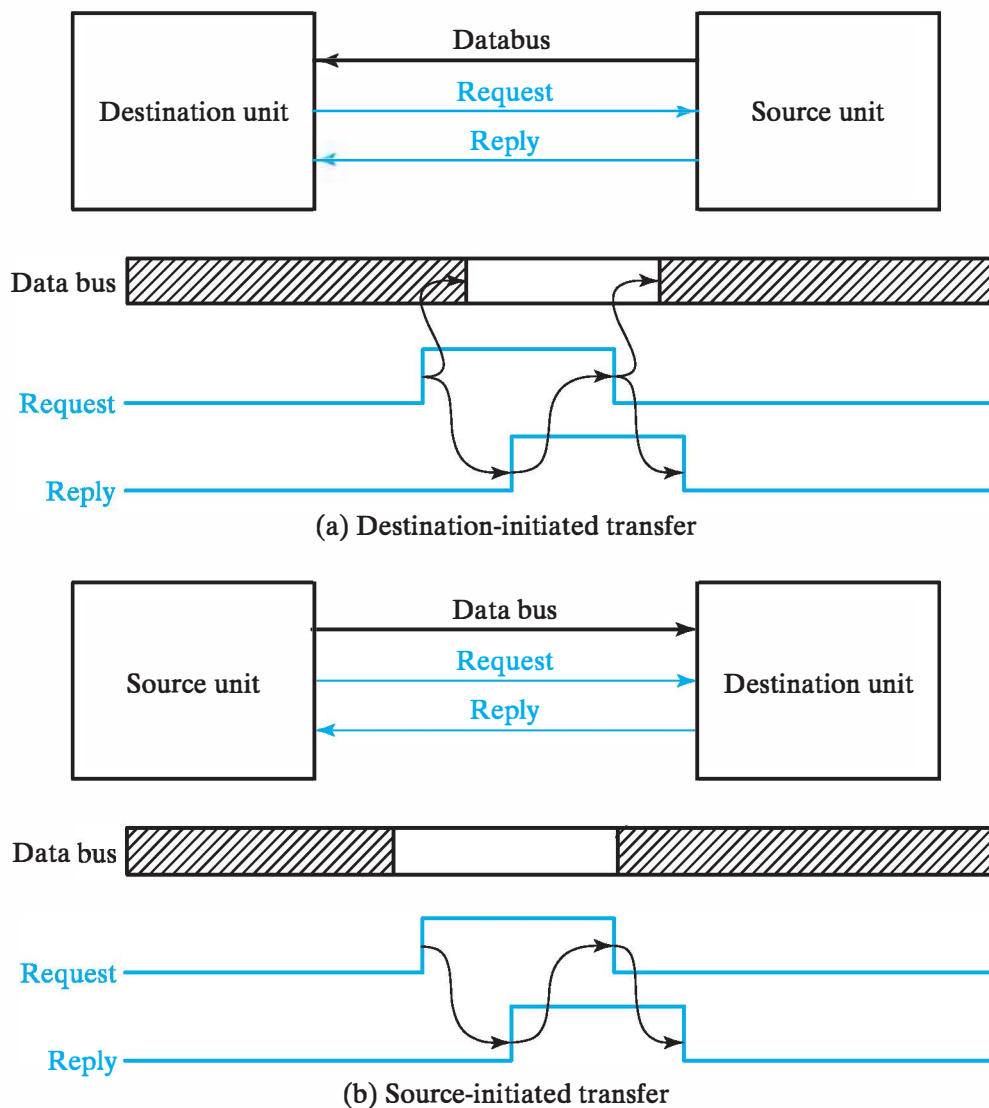 Databus
Destination unit
Request
Source unit
Reply
Data bus
Request
Reply
(a) Destination-initiated transfer
Data bus
Source unit
Request
Destination unit
Reply
Data bus
Request
Reply
(b) Source-initiated transfer